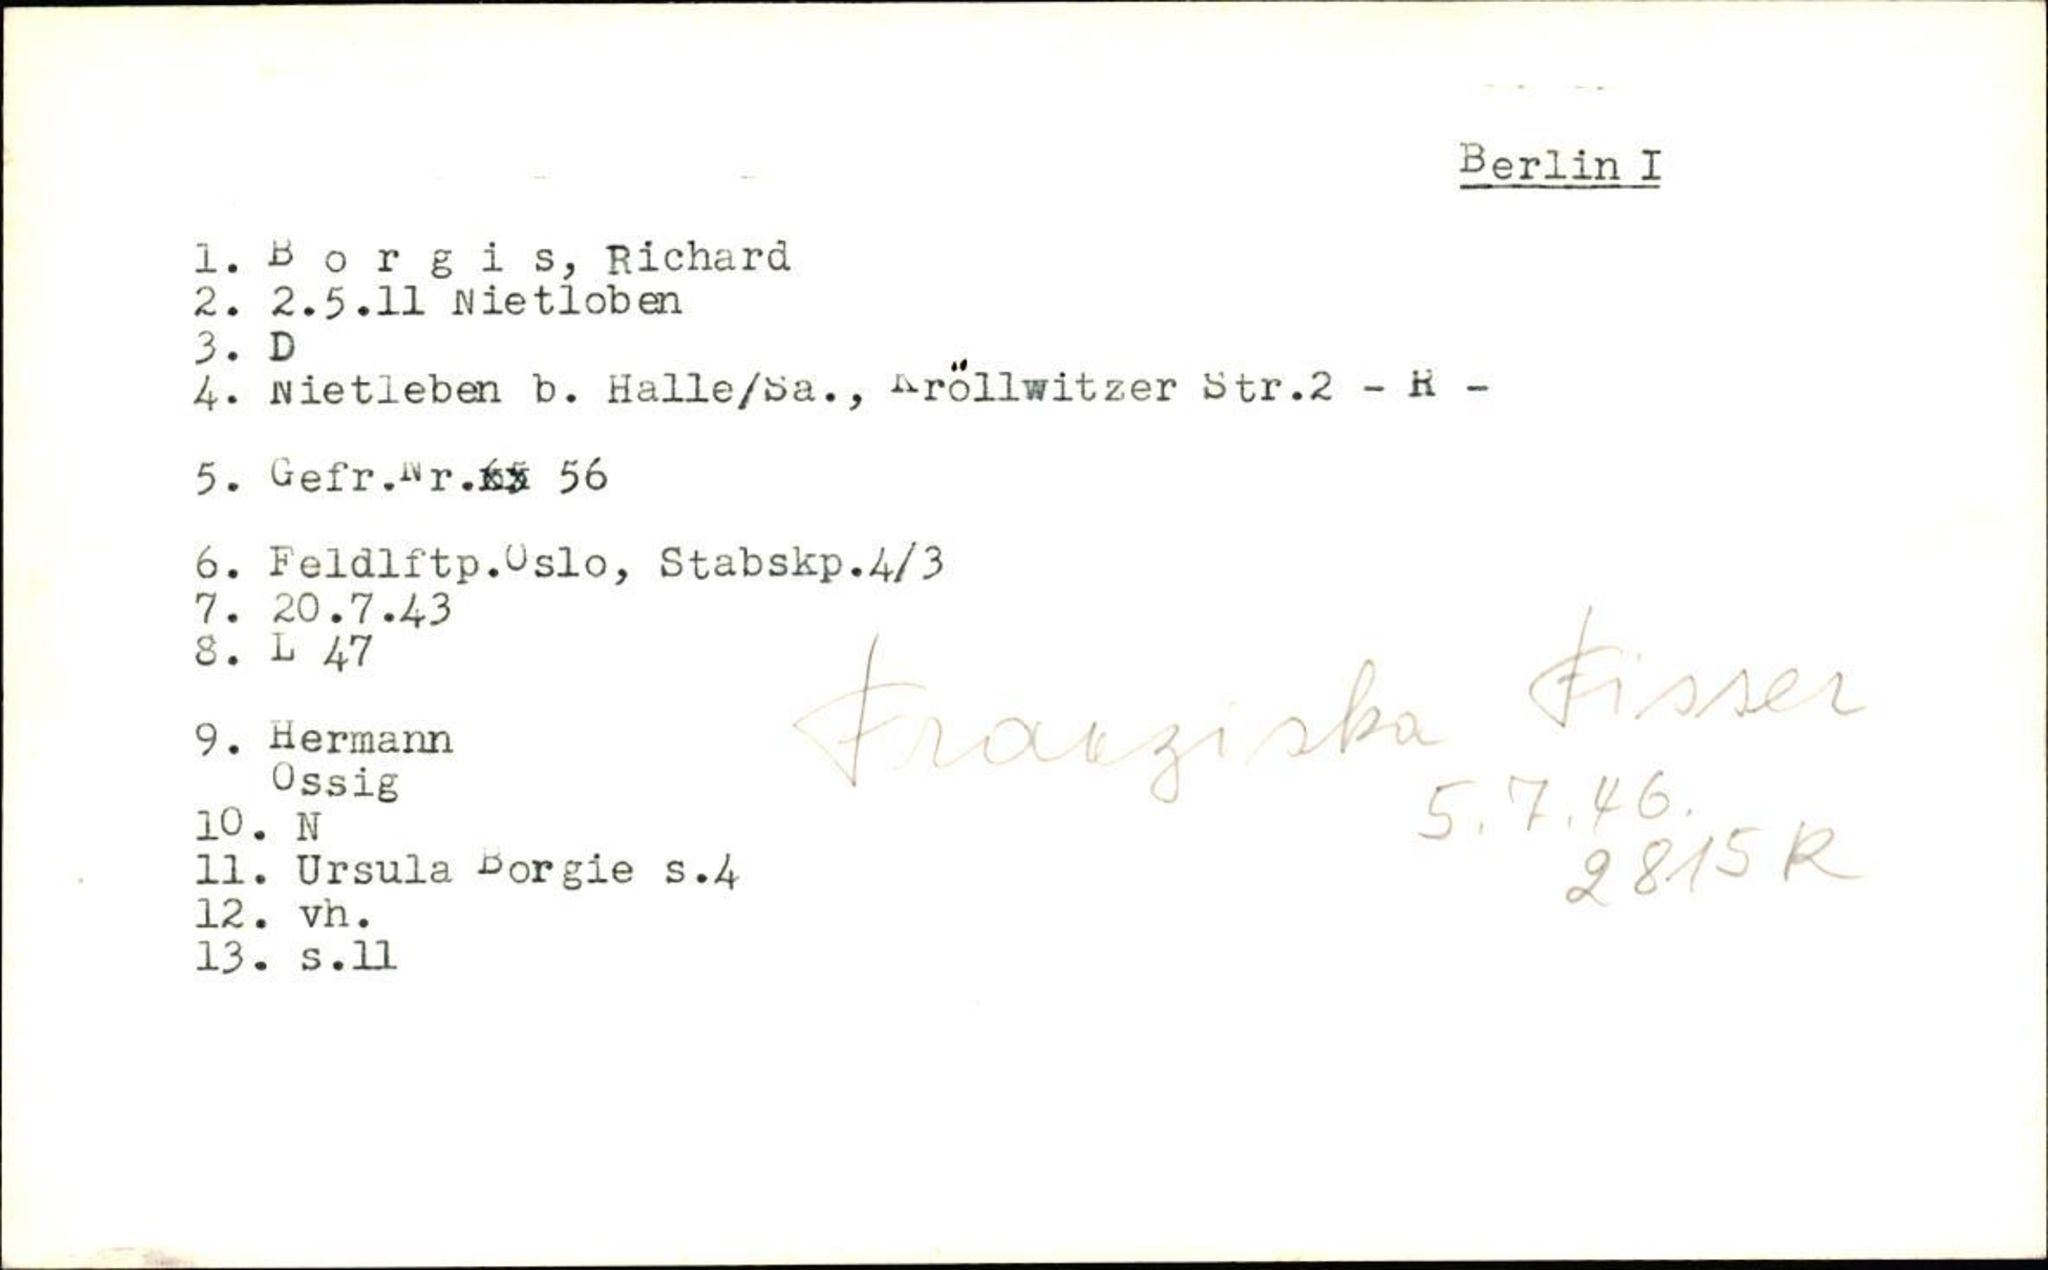 Berlin I
1. B o r g i s, Richard
2. 2.5.11 Nietloben
3. D
4. Nietleben b. Halle/Sa., Kröllwitzer Str.2 - R -
5. Gefr.Nr. 56
6. Feldlftp.Oslo, Stabskp.4/3
7. 20.7.43
8. L 47
9. Hermann
Ossig
10. N
11. Ursula Borgie s.4
12. vh.
13. s.11
Franziska Fisser
5.7.46.
2815 R